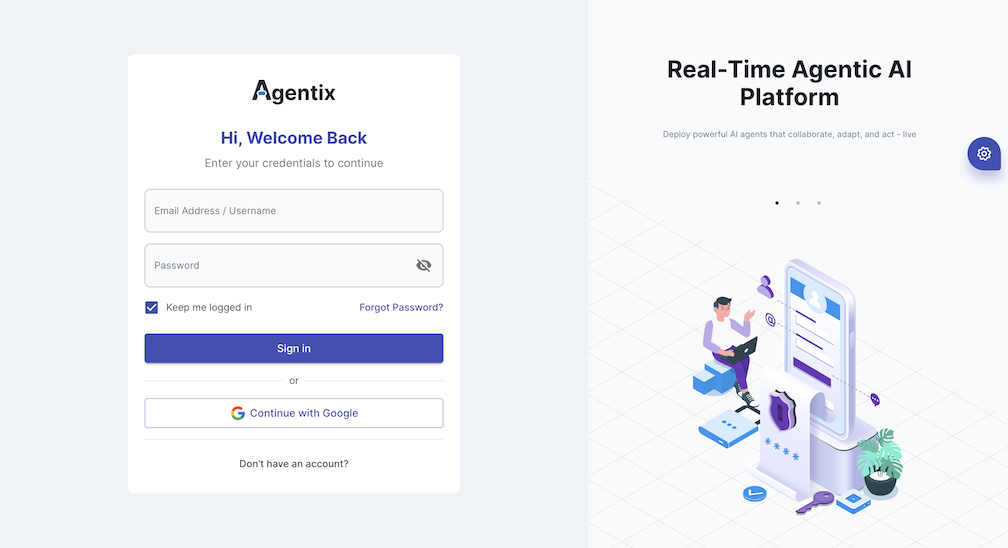 Agentix
Hi, Welcome Back
Enter your credentials to continue
Email Address / Username
Password
Keep me logged in
Forgot Password?
Sign in
or
Continue with Google
Don't have an account?
Real-Time Agentic AI
Platform
Deploy powerful AI agents that collaborate, adapt, and act - live